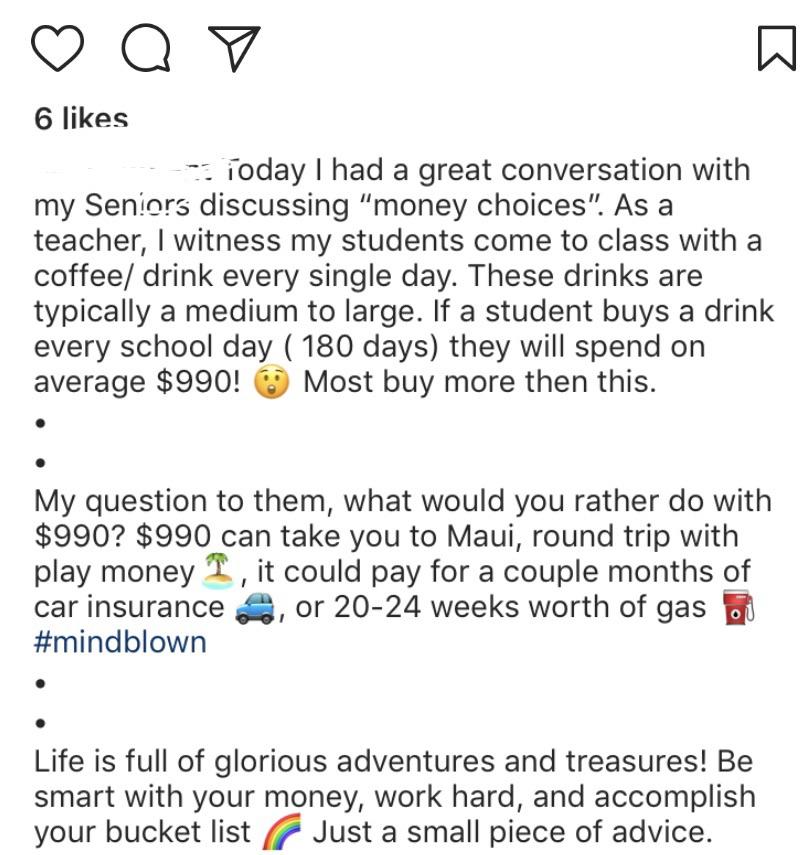 6 likes
Today I had a great conversation with
my Seniors discussing “money choices”. As a
teacher, I witness my students come to class with a
coffee/ drink every single day. These drinks are
typically a medium to large. If a student buys a drink
every school day ( 180 days) they will spend on
average $990! 😲 Most buy more then this.
•
•
My question to them, what would you rather do with
$990? $990 can take you to Maui, round trip with
play money 🏝️, it could pay for a couple months of
car insurance 🚙, or 20-24 weeks worth of gas ⛽
#mindblown
•
•
Life is full of glorious adventures and treasures! Be
smart with your money, work hard, and accomplish
your bucket list 🌈 Just a small piece of advice.